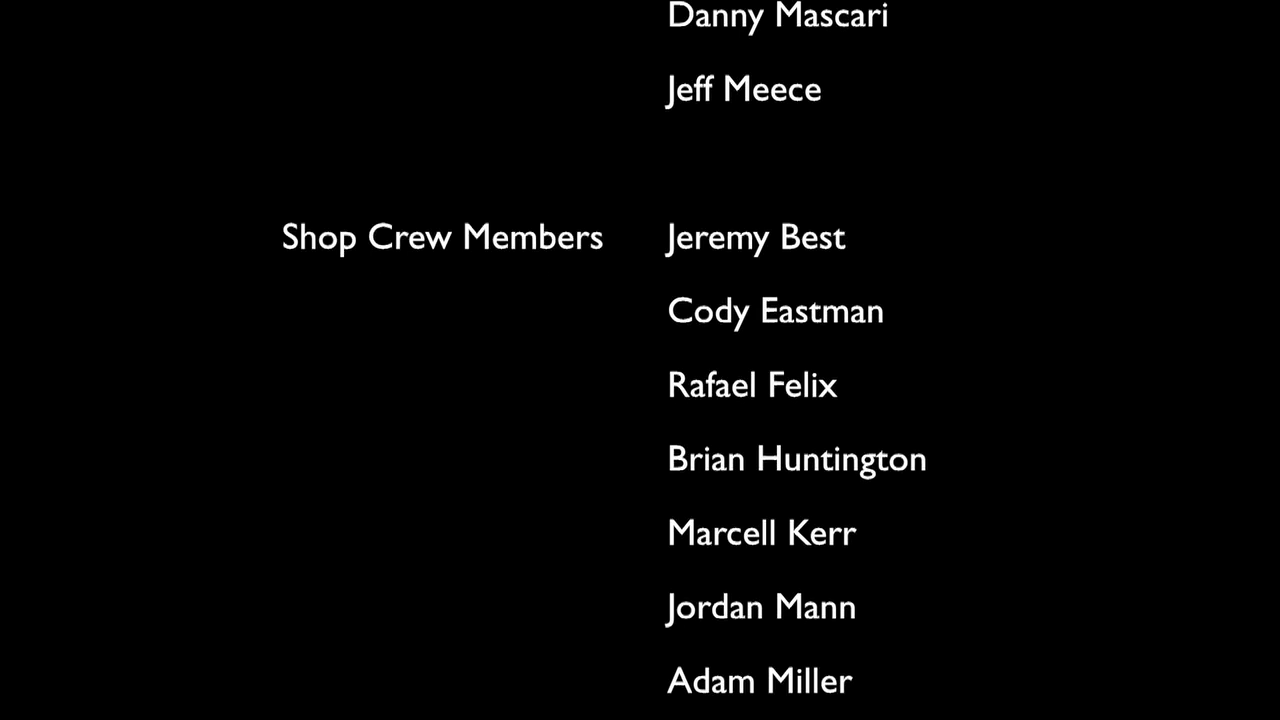 Danny Mascari
Jeff Meece
Shop Crew Members Jeremy Best
Cody Eastman
Rafael Felix
Brian Huntington
Marcell Kerr
Jordan Mann
Adam Miller